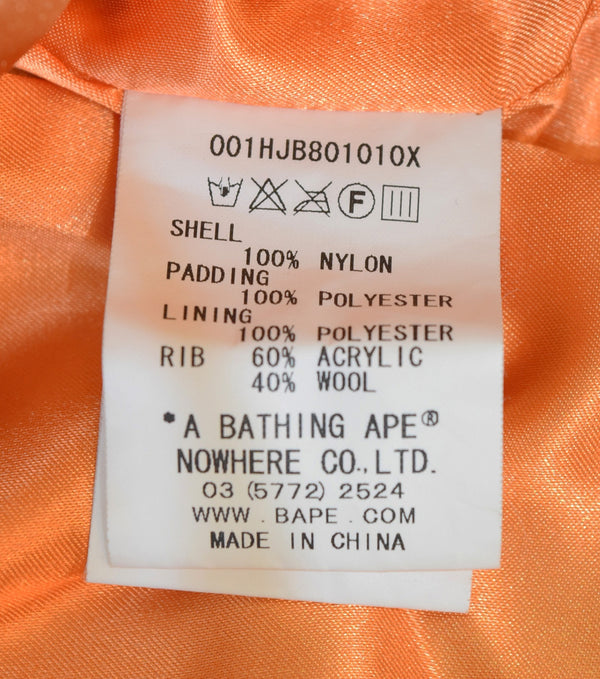 001HJB801010X
F
SHELL
100% NYLON
PADDING
100% POLYESTER
LINING
100% POLYESTER
RIB 60% ACRYLIC
40% WOOL
*A BATHING APE®
NOWHERE CO.,LTD.
03 (5772) 2524
WWW . BAPE . COM
MADE IN CHINA